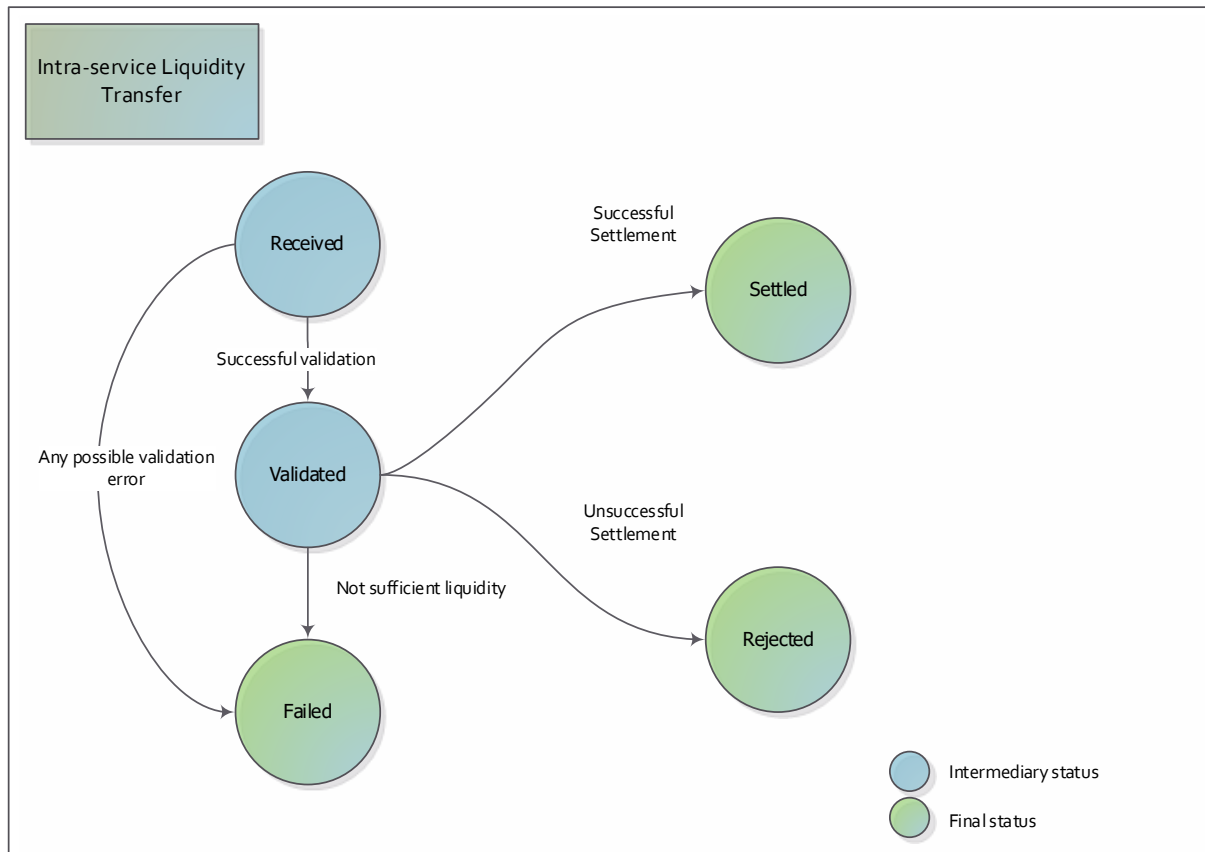 Intra-service Liquidity
Transfer
Received
Successful
Settlement
Settled
Successful validation
Any possible validation
error
Validated
Unsuccessful
Settlement
Not sufficient liquidity
Rejected
Failed
Intermediary status
Final status